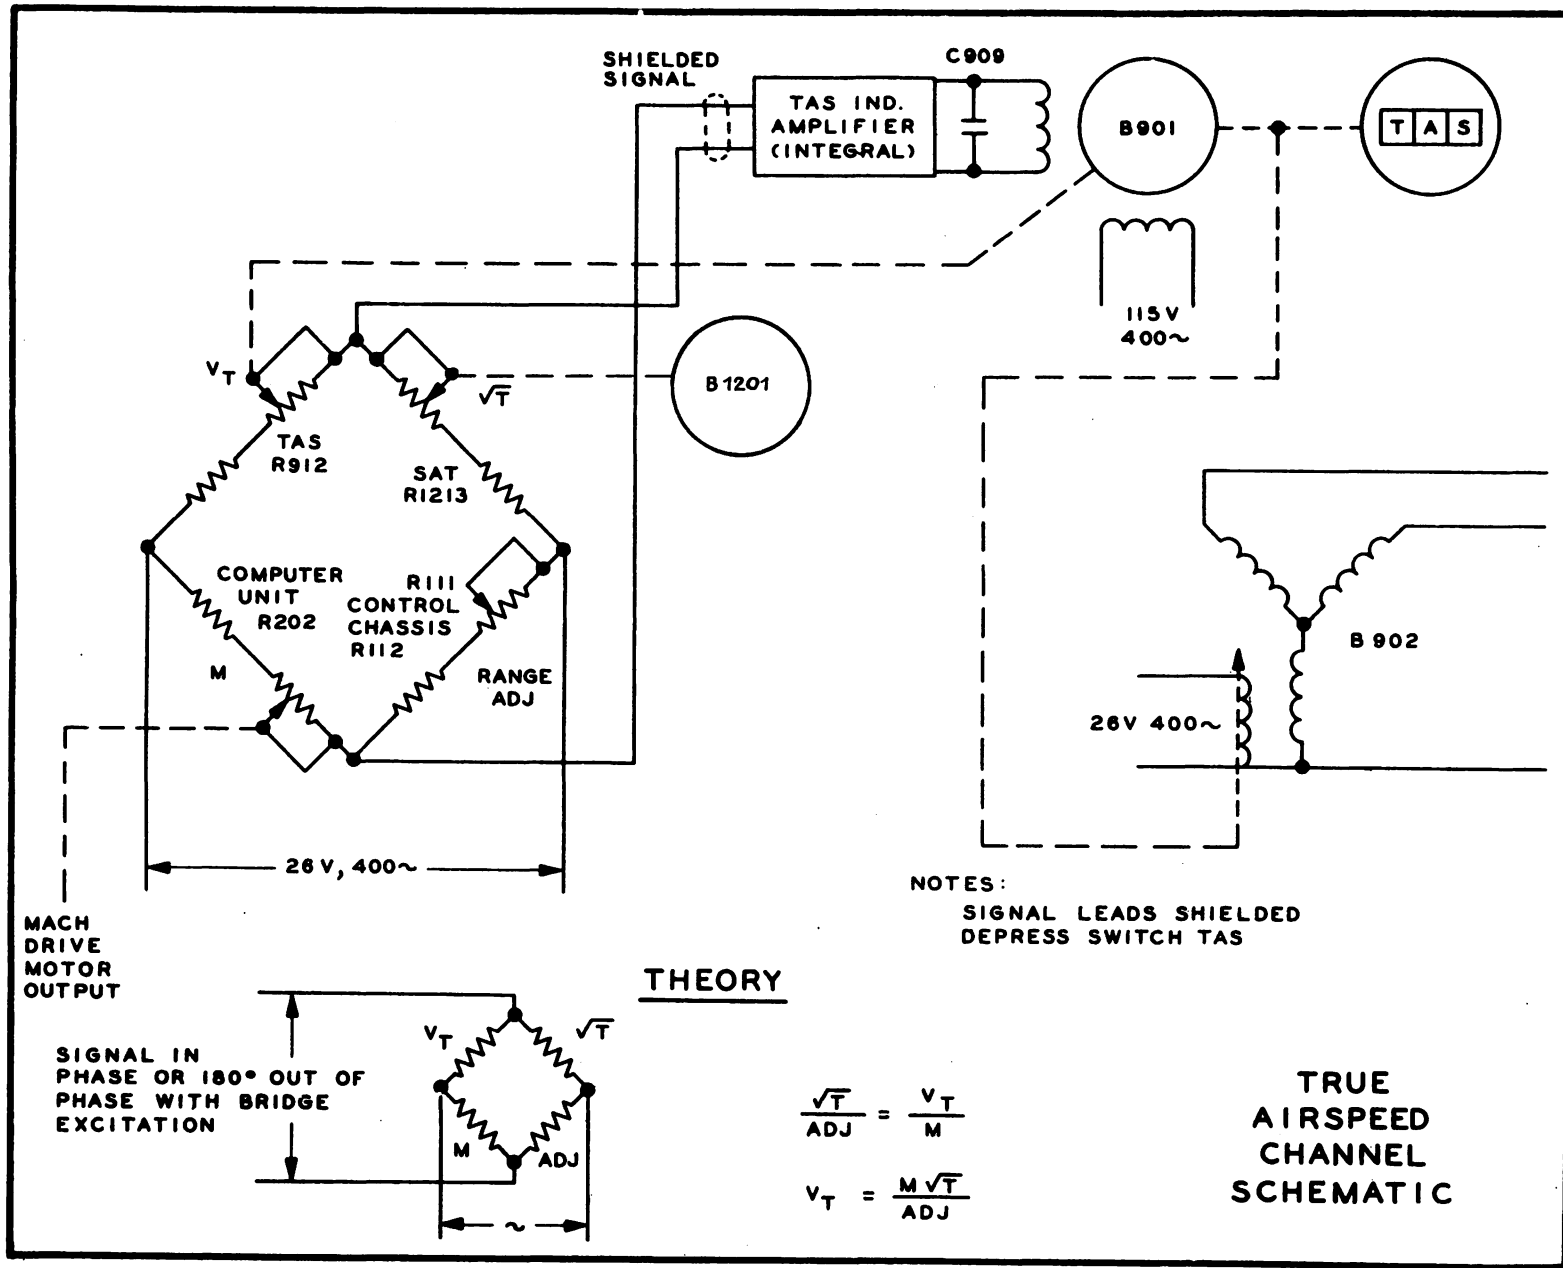 SHIELDED
SIGNAL
C909
TAS IND.
AMPLIFIER
(INTEGRAL)
B901
TAS
115V
400~
VT
√T
B1201
TAS
R912
SAT
R1213
COMPUTER
UNIT
R202
R111
CONTROL
CHASSIS
R112
M
RANGE
ADJ
B 902
26V 400~
26V, 400~
NOTES:
SIGNAL LEADS SHIELDED
DEPRESS SWITCH TAS
MACH
DRIVE
MOTOR
OUTPUT
THEORY
VT
√T
SIGNAL IN
PHASE OR 180° OUT OF
PHASE WITH BRIDGE
EXCITATION
M
ADJ
~
√T / ADJ = VT / M
VT = M√T / ADJ
TRUE
AIRSPEED
CHANNEL
SCHEMATIC